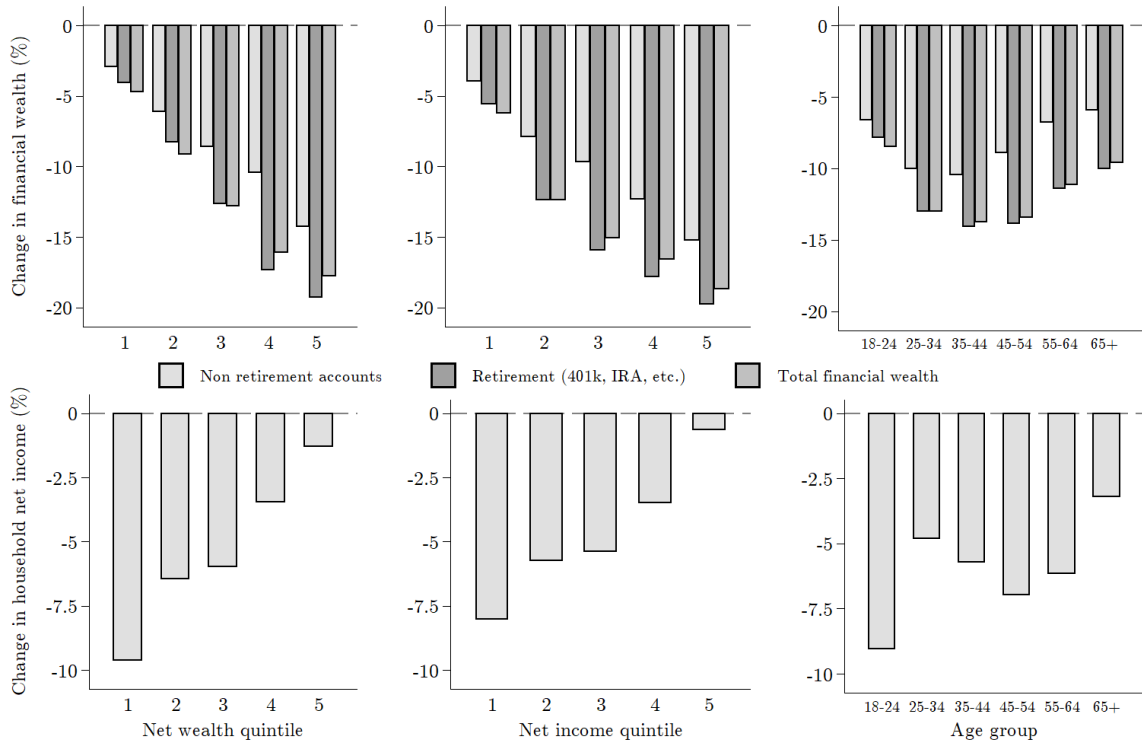 Change in financial wealth (%)
0
-5
-10
-15
-20
1 2 3 4 5
0
-5
-10
-15
-20
1 2 3 4 5
0
-5
-10
-15
-20
18-24 25-34 35-44 45-54 55-64 65+
Non retirement accounts
Retirement (401k, IRA, etc.)
Total financial wealth
Change in household net income (%)
0
-2.5
-5
-7.5
-10
1 2 3 4 5
Net wealth quintile
0
-2.5
-5
-7.5
-10
1 2 3 4 5
Net income quintile
0
-2.5
-5
-7.5
-10
18-24 25-34 35-44 45-54 55-64 65+
Age group